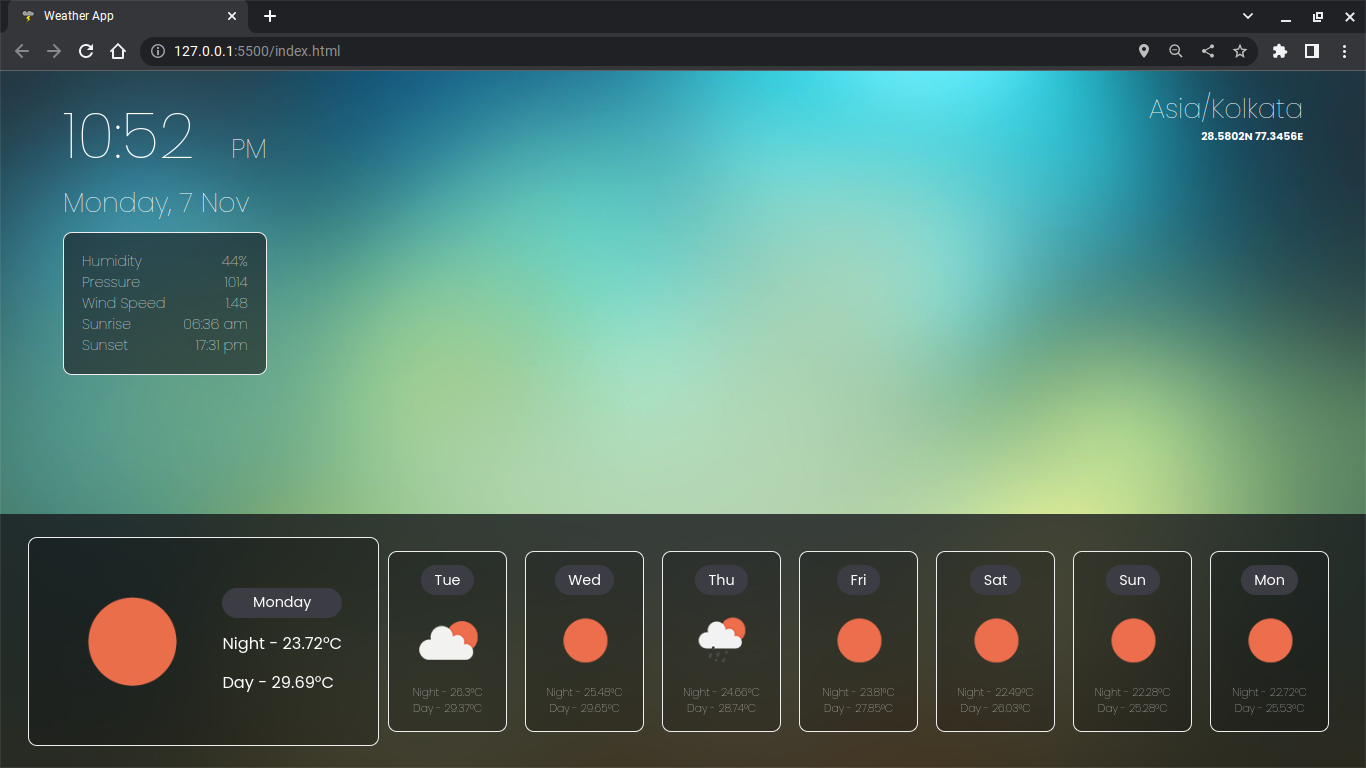 Weather App
127.0.0.1:5500/index.html
10:52 PM
Asia/Kolkata
28.5802N 77.3456E
Monday, 7 Nov
Humidity 44%
Pressure 1014
Wind Speed 1.48
Sunrise 06:36 am
Sunset 17:31 pm
Monday
Night - 23.72°C
Day - 29.69°C
Tue
Night - 26.3°C
Day - 29.37°C
Wed
Night - 25.48°C
Day - 29.65°C
Thu
Night - 24.66°C
Day - 28.74°C
Fri
Night - 23.81°C
Day - 27.85°C
Sat
Night - 22.49°C
Day - 26.03°C
Sun
Night - 22.28°C
Day - 25.28°C
Mon
Night - 22.72°C
Day - 25.53°C